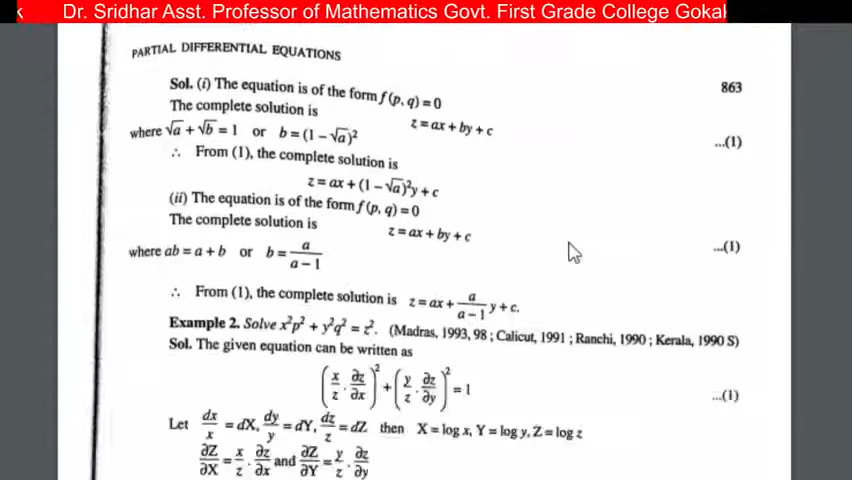 Dr. Sridhar Asst. Professor of Mathematics Govt. First Grade College Gokal
PARTIAL DIFFERENTIAL EQUATIONS
863
Sol. (i) The equation is of the form f(p, q) = 0
The complete solution is
z = ax + by + c ...(1)
where √a + √b = 1 or b = (1 − √a)²
∴ From (1), the complete solution is
z = ax + (1 − √a)²y + c
(ii) The equation is of the form f(p, q) = 0
The complete solution is
z = ax + by + c ...(1)
where ab = a + b or b = a/(a − 1)
∴ From (1), the complete solution is z = ax + a/(a − 1) y + c.
Example 2. Solve x²p² + y²q² = z². (Madras, 1993, 98 ; Calicut, 1991 ; Ranchi, 1990 ; Kerala, 1990 S)
Sol. The given equation can be written as
(x/z · ∂z/∂x)² + (y/z · ∂z/∂y)² = 1 ...(1)
Let dx/x = dX, dy/y = dY, dz/z = dZ then X = log x, Y = log y, Z = log z
∂Z/∂X = x/z · ∂z/∂x and ∂Z/∂Y = y/z · ∂z/∂y